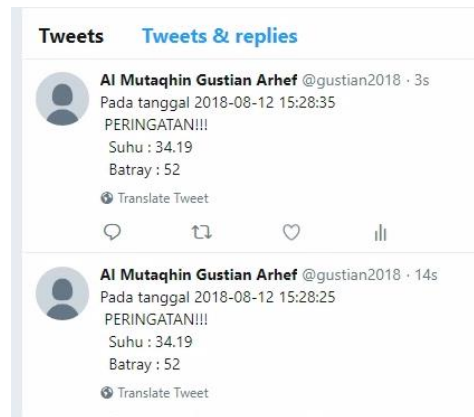 Tweets Tweets & replies
Al Mutaqhin Gustian Arhef @gustian2018 · 3s
Pada tanggal 2018-08-12 15:28:35
PERINGATAN!!!
Suhu : 34.19
Batray : 52
Translate Tweet
Al Mutaqhin Gustian Arhef @gustian2018 · 14s
Pada tanggal 2018-08-12 15:28:25
PERINGATAN!!!
Suhu : 34.19
Batray : 52
Translate Tweet